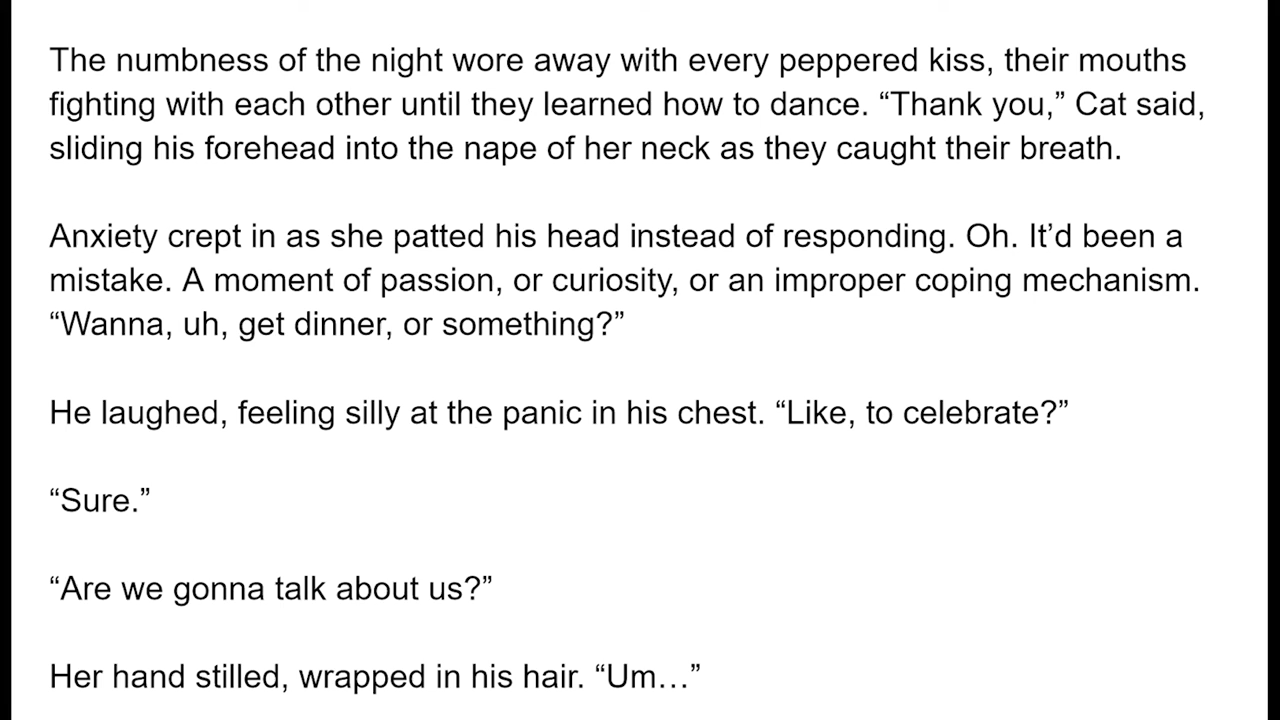 The numbness of the night wore away with every peppered kiss, their mouths
fighting with each other until they learned how to dance. “Thank you,” Cat said,
sliding his forehead into the nape of her neck as they caught their breath.
Anxiety crept in as she patted his head instead of responding. Oh. It’d been a
mistake. A moment of passion, or curiosity, or an improper coping mechanism.
“Wanna, uh, get dinner, or something?”
He laughed, feeling silly at the panic in his chest. “Like, to celebrate?”
“Sure.”
“Are we gonna talk about us?”
Her hand stilled, wrapped in his hair. “Um…”